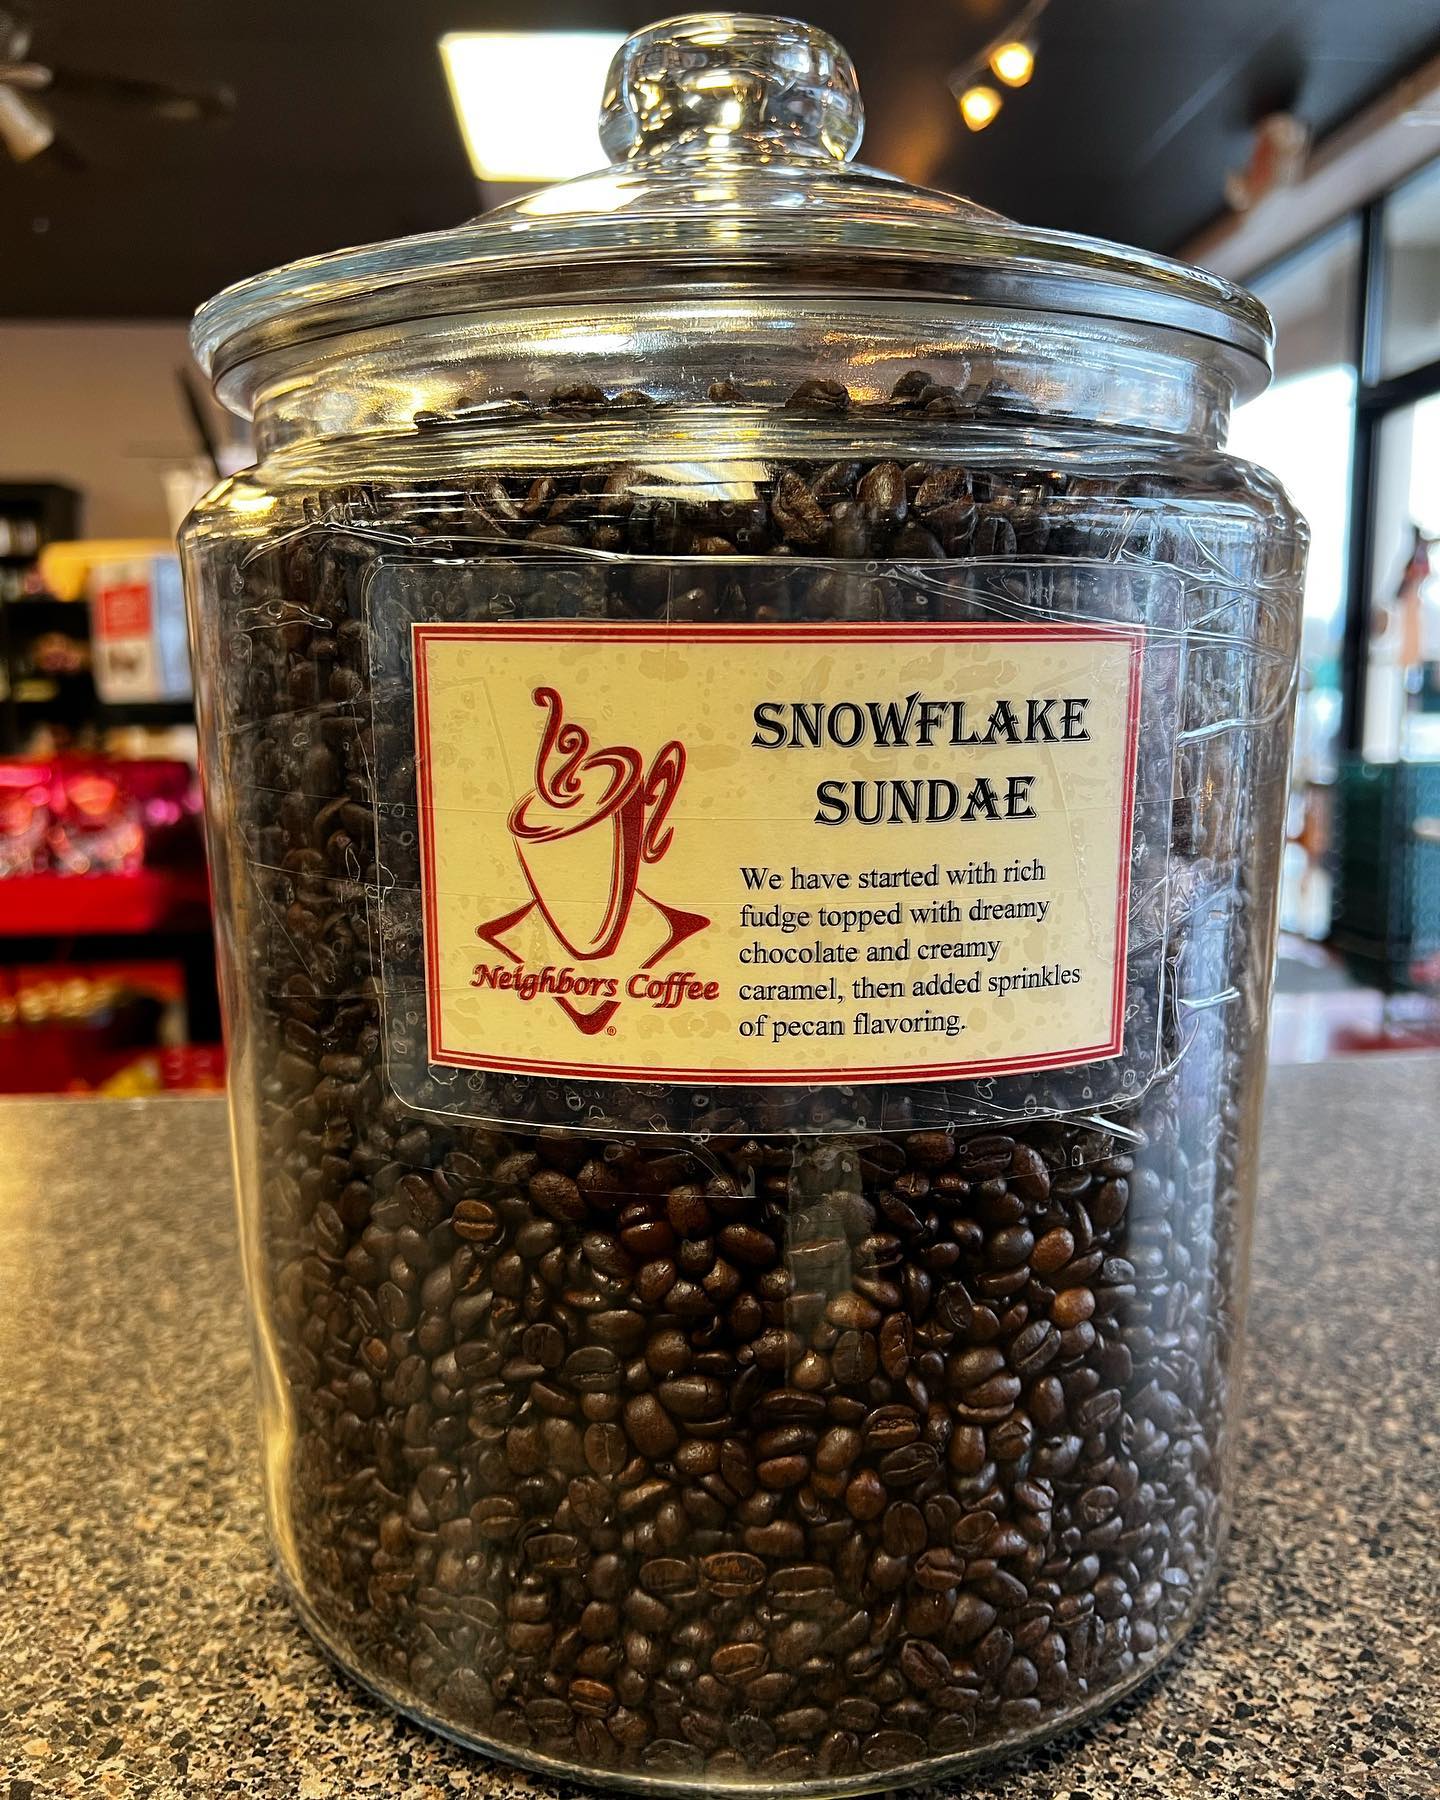 SNOWFLAKE
SUNDAE
We have started with rich
fudge topped with dreamy
chocolate and creamy
caramel, then added sprinkles
of pecan flavoring.
Neighbors Coffee
®